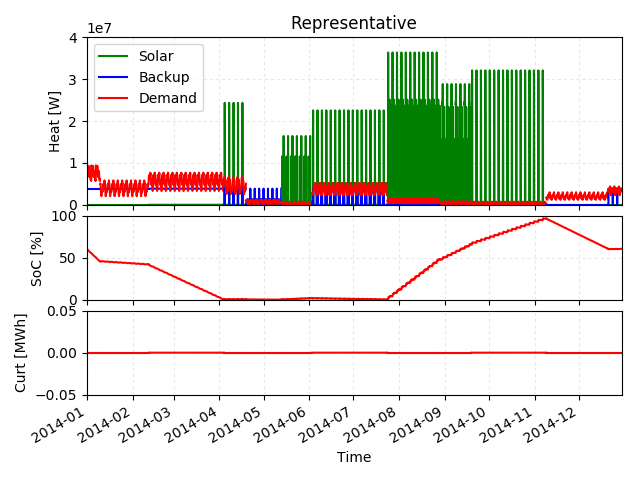 Representative
1e7
4
3
2
1
0
Heat [W]
Solar
Backup
Demand
100
50
0
SoC [%]
0.05
0.00
−0.05
Curt [MWh]
2014-01
2014-02
2014-03
2014-04
2014-05
2014-06
2014-07
2014-08
2014-09
2014-10
2014-11
2014-12
Time